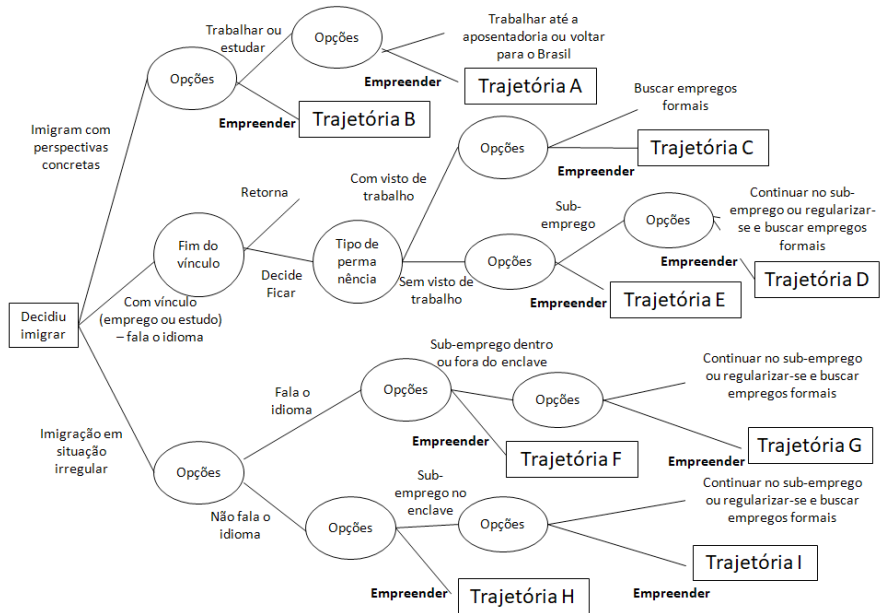 Trabalhar ou
estudar
Opções
Trabalhar até a
aposentadoria ou voltar
para o Brasil
Opções
Empreender
Trajetória A
Empreender
Trajetória B
Imigram com
perspectivas
concretas
Buscar empregos
formais
Opções
Empreender
Trajetória C
Retorna
Com visto de
trabalho
Fim do
vínculo
Tipo de
perma
nência
Decide
Ficar
Sem visto de
trabalho
Opções
Sub-
emprego
Opções
Continuar no sub-
emprego ou regularizar-
se e buscar empregos
formais
Empreender
Trajetória D
Empreender
Trajetória E
Decidiu
imigrar
Com vínculo
(emprego ou estudo)
– fala o idioma
Sub-emprego dentro
ou fora do enclave
Fala o
idioma
Opções
Opções
Continuar no sub-emprego
ou regularizar-se e buscar
empregos formais
Empreender
Trajetória F
Empreender
Trajetória G
Imigração em
situação
irregular
Opções
Não fala o
idioma
Sub-
emprego no
enclave
Opções
Opções
Continuar no sub-emprego
ou regularizar-se e buscar
empregos formais
Trajetória I
Empreender
Trajetória H
Empreender